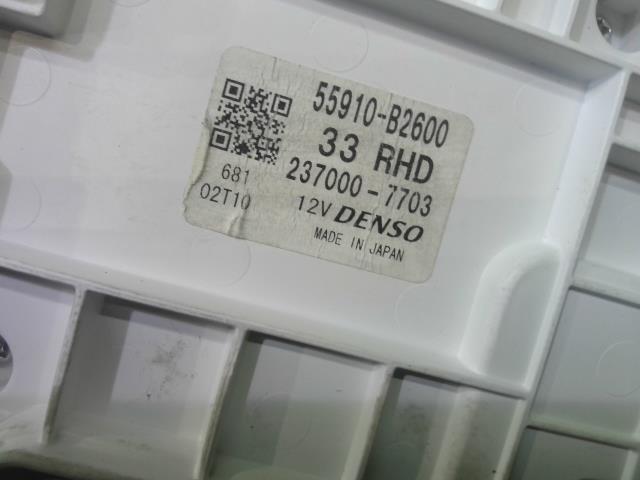 55910-B2600
33 RHD
237000-7703
681
02T10
12V DENSO
MADE IN JAPAN